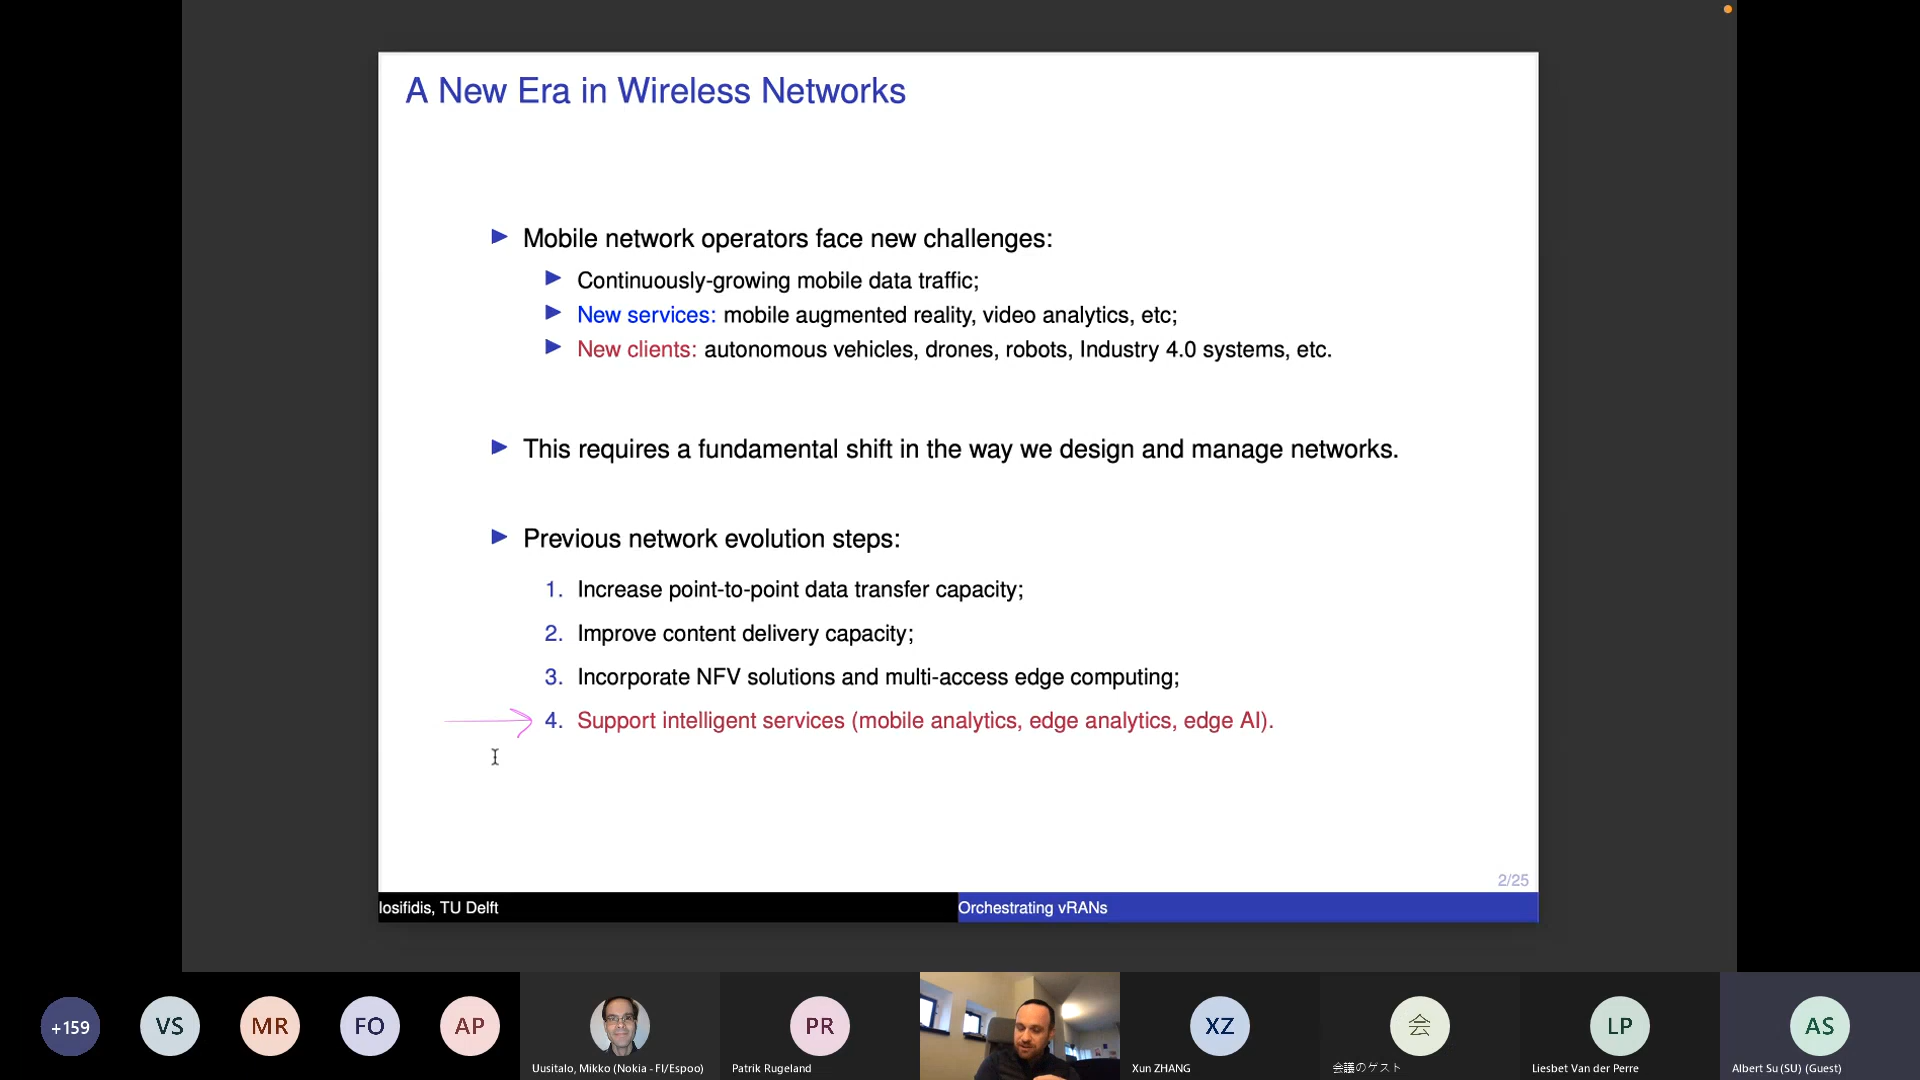 A New Era in Wireless Networks
Mobile network operators face new challenges:
Continuously-growing mobile data traffic;
New services: mobile augmented reality, video analytics, etc;
New clients: autonomous vehicles, drones, robots, Industry 4.0 systems, etc.
This requires a fundamental shift in the way we design and manage networks.
Previous network evolution steps:
1. Increase point-to-point data transfer capacity;
2. Improve content delivery capacity;
3. Incorporate NFV solutions and multi-access edge computing;
4. Support intelligent services (mobile analytics, edge analytics, edge AI).
2/25
Iosifidis, TU Delft
Orchestrating vRANs
+159
VS
MR
FO
AP
Uusitalo, Mikko (Nokia - FI/Espoo)
PR
Patrik Rugeland
XZ
Xun ZHANG
会
会議のゲスト
LP
Liesbet Van der Perre
AS
Albert Su (SU) (Guest)